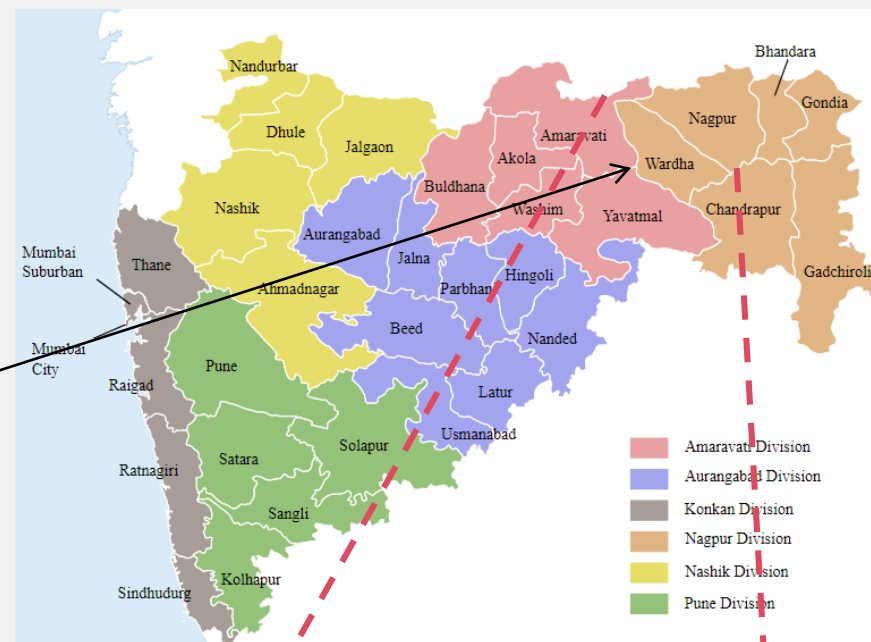 Bhandara
Nandurbar
Gondia
Nagpur
Dhule
Amaravati
Jalgaon
Akola
Wardha
Buldhana
Nashik
Washim
Yavatmal
Chandrapur
Aurangabad
Mumbai
Suburban
Thane
Jalna
Hingoli
Gadchiroli
Ahmadnagar
Parbhani
Beed
Nanded
Mumbai
City
Pune
Raigad
Latur
Usmanabad
Solapur
Amaravati Division
Satara
Ratnagiri
Aurangabad Division
Sangli
Konkan Division
Nagpur Division
Kolhapur
Nashik Division
Sindhudurg
Pune Division